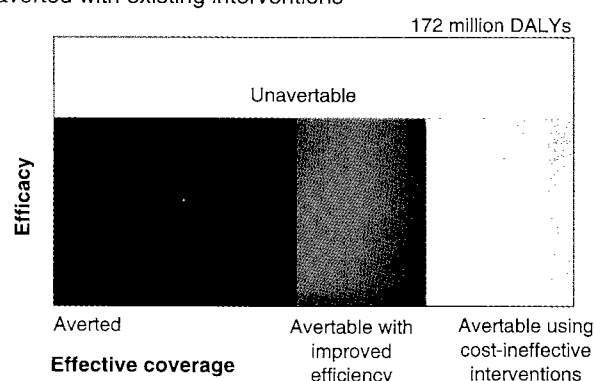 averted with existing interventions
172 million DALYs
Unavertable
Efficacy
Averted
Effective coverage
Avertable with
improved
efficiency
Avertable using
cost-ineffective
interventions